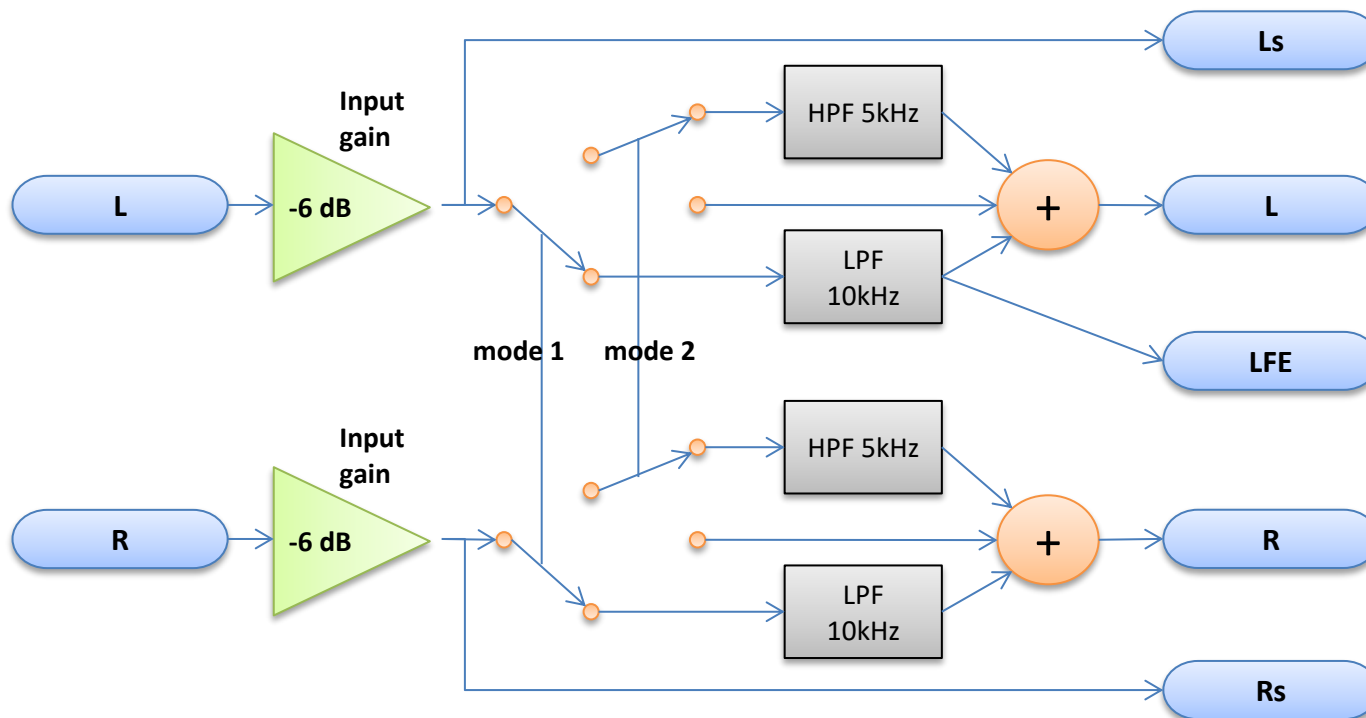 Ls
Input
gain
HPF 5kHz
L
-6 dB
+
L
LPF
10kHz
mode 1
mode 2
LFE
Input
gain
HPF 5kHz
R
-6 dB
+
R
LPF
10kHz
Rs